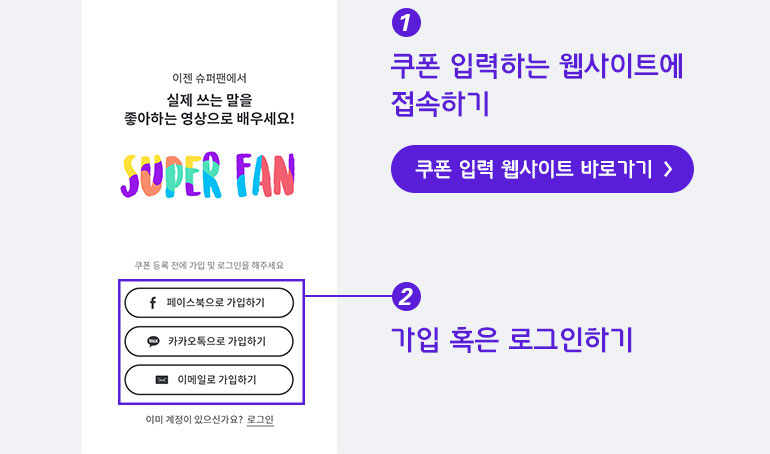 이젠 슈퍼팬에서
실제 쓰는 말을
좋아하는 영상으로 배우세요!
SUPER FAN
쿠폰 등록 전에 가입 및 로그인을 해주세요
f 페이스북으로 가입하기
TALK 카카오톡으로 가입하기
이메일로 가입하기
이미 계정이 있으신가요? 로그인
1
쿠폰 입력하는 웹사이트에
접속하기
쿠폰 입력 웹사이트 바로가기 >
2
가입 혹은 로그인하기